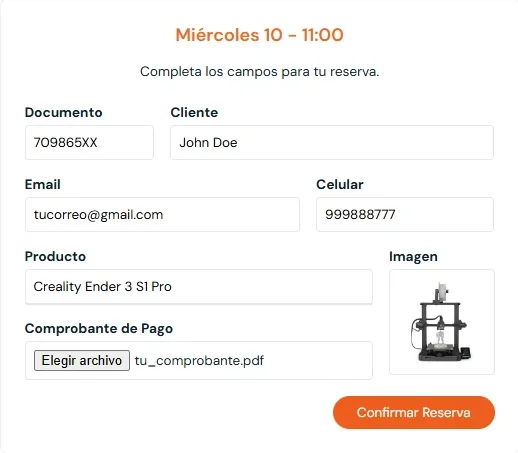 Miércoles 10 - 11:00
Completa los campos para tu reserva.
Documento Cliente
709865XX John Doe
Email Celular
tucorreo@gmail.com 999888777
Producto Imagen
Creality Ender 3 S1 Pro
Comprobante de Pago
Elegir archivo tu_comprobante.pdf
Confirmar Reserva